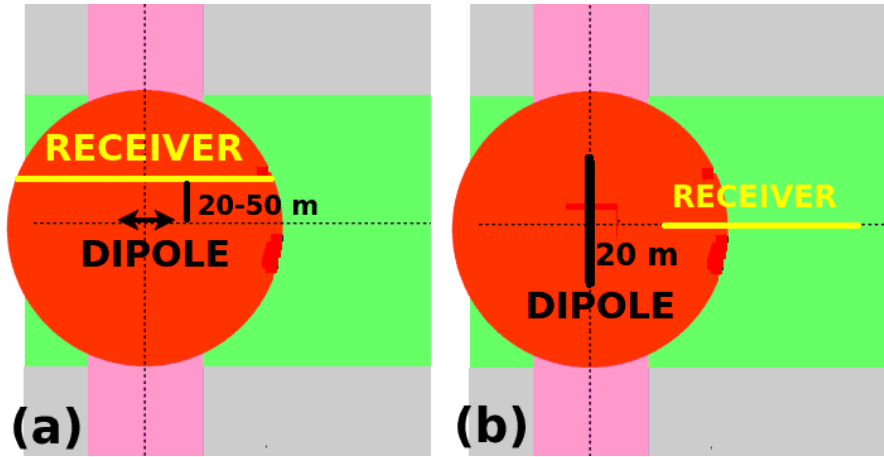 RECEIVER
20-50 m
DIPOLE
(a)
RECEIVER
20 m
DIPOLE
(b)